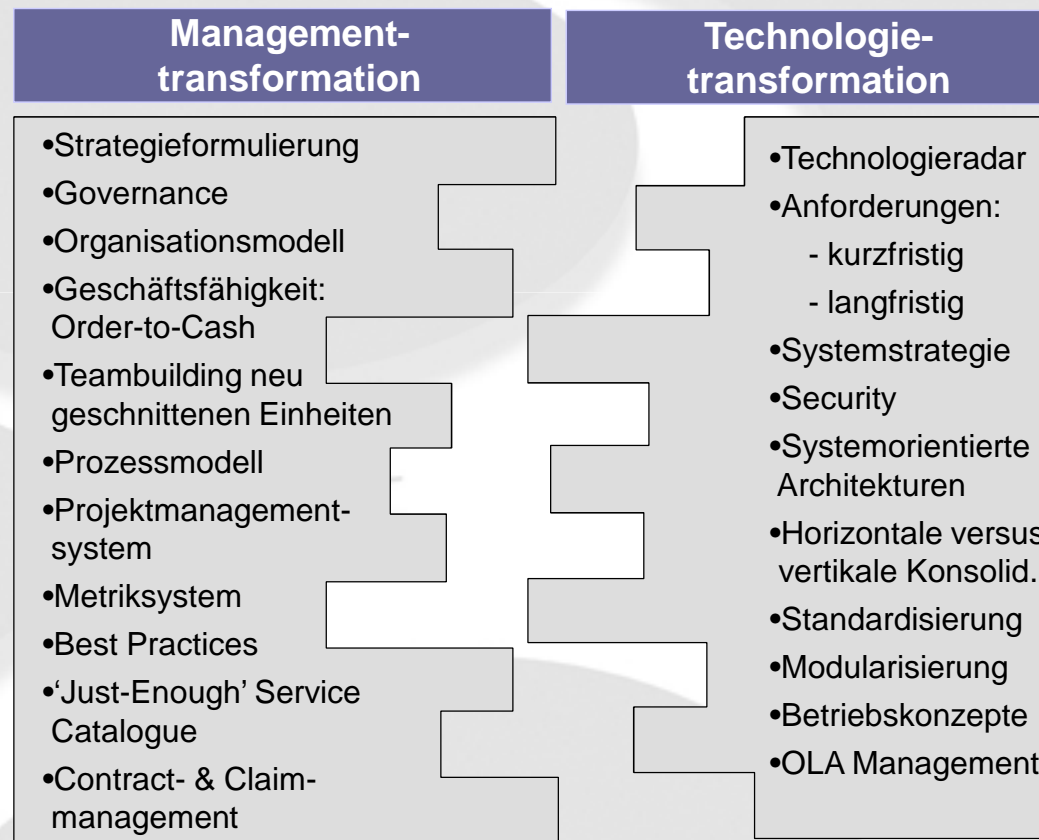 Management-
transformation
•Strategieformulierung
•Governance
•Organisationsmodell
•Geschäftsfähigkeit:
Order-to-Cash
•Teambuilding neu
geschnittenen Einheiten
•Prozessmodell
•Projektmanagement-
system
•Metriksystem
•Best Practices
•‘Just-Enough’ Service
Catalogue
•Contract- & Claim-
management
Technologie-
transformation
•Technologieradar
•Anforderungen:
- kurzfristig
- langfristig
•Systemstrategie
•Security
•Systemorientierte
Architekturen
•Horizontale versus
vertikale Konsolid.
•Standardisierung
•Modularisierung
•Betriebskonzepte
•OLA Management